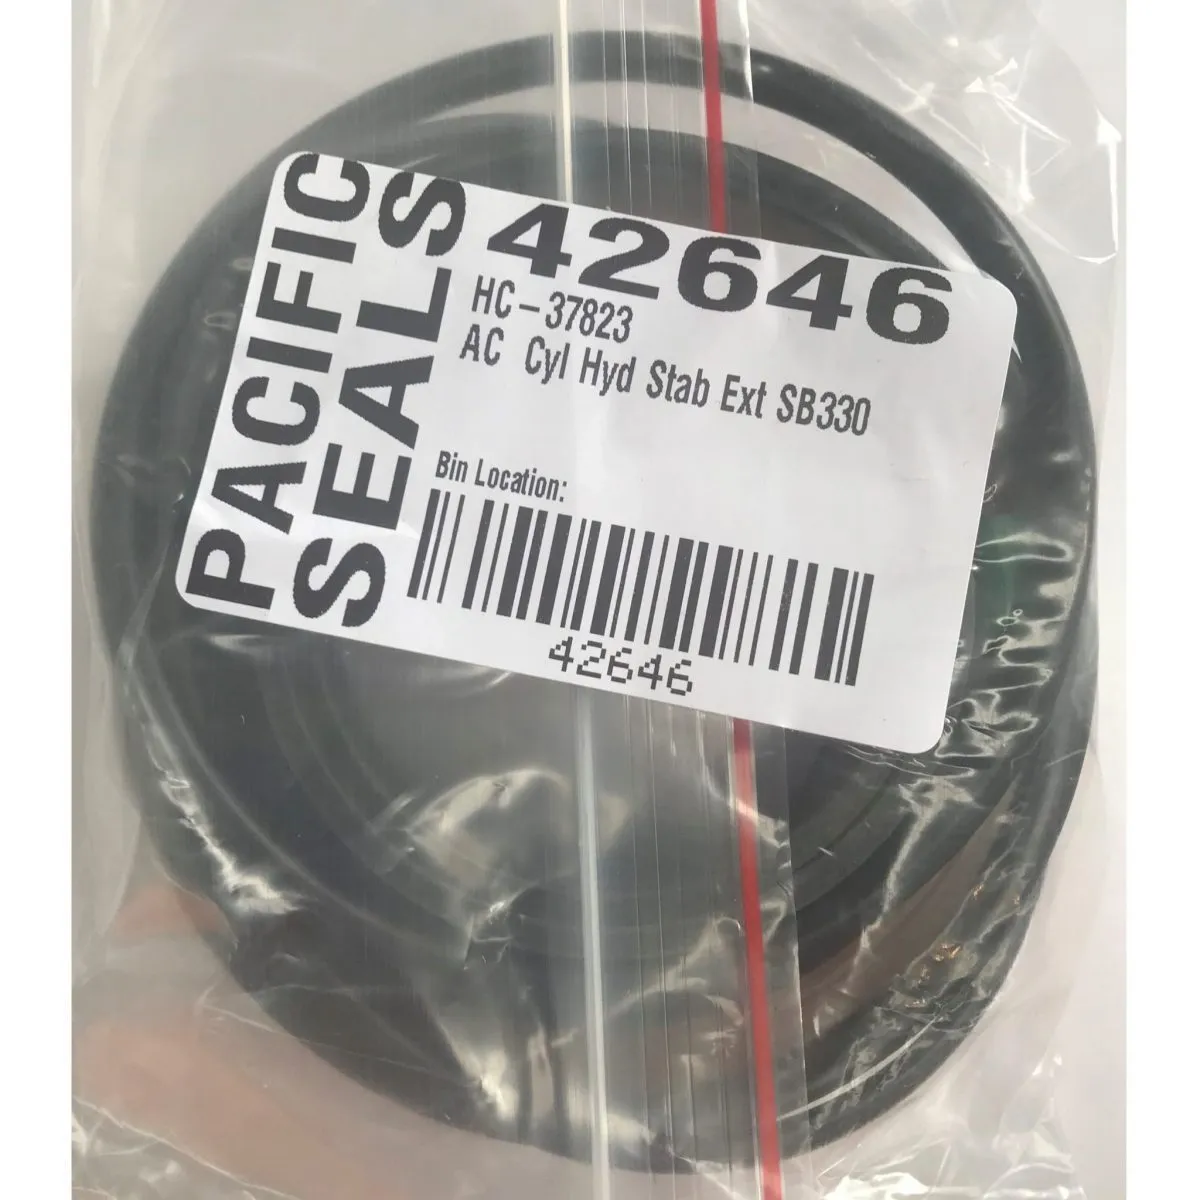 PACIFIC
SEALS
42646
HC-37823
AC Cyl Hyd Stab Ext SB330
Bin Location:
42646